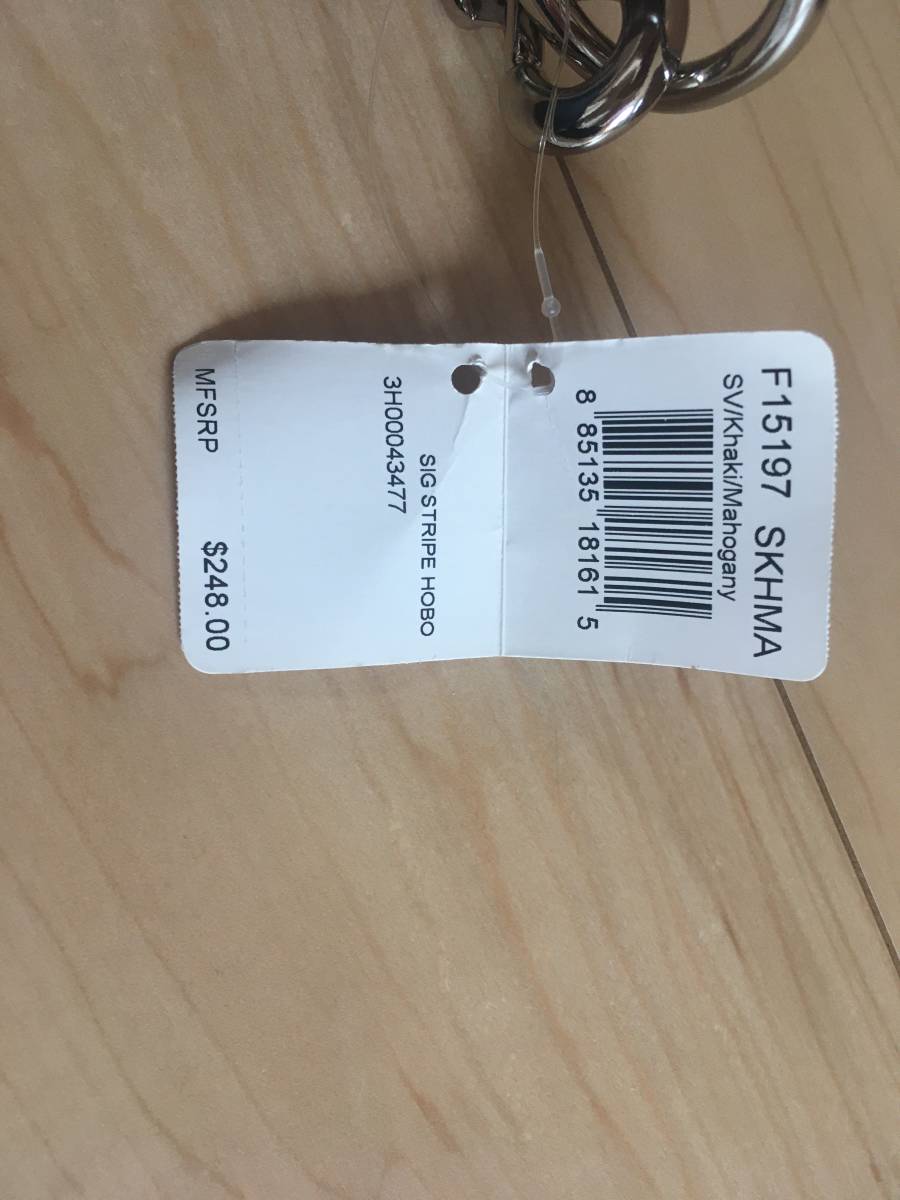 F15197 SKHMA
SV/Khaki/Mahogany
8 85135 18161 5
SIG STRIPE HOBO
3H00043477
MFSRP $248.00